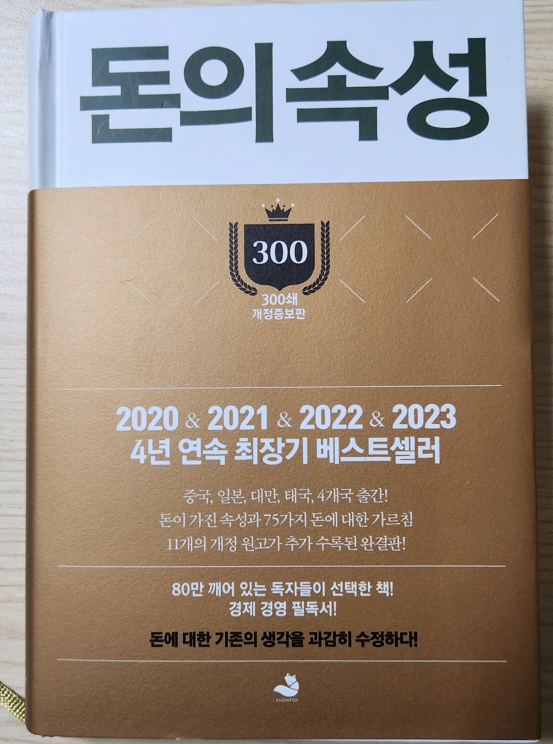 돈의 속성
300
300쇄
개정증보판
2020 & 2021 & 2022 & 2023
4년 연속 최장기 베스트셀러
중국, 일본, 대만, 태국, 4개국 출간!
돈이 가진 속성과 75가지 돈에 대한 가르침
11개의 개정 원고가 추가 수록된 완결판!
80만 깨어 있는 독자들이 선택한 책!
경제 경영 필독서!
돈에 대한 기존의 생각을 과감히 수정하다!
SNOWFOX